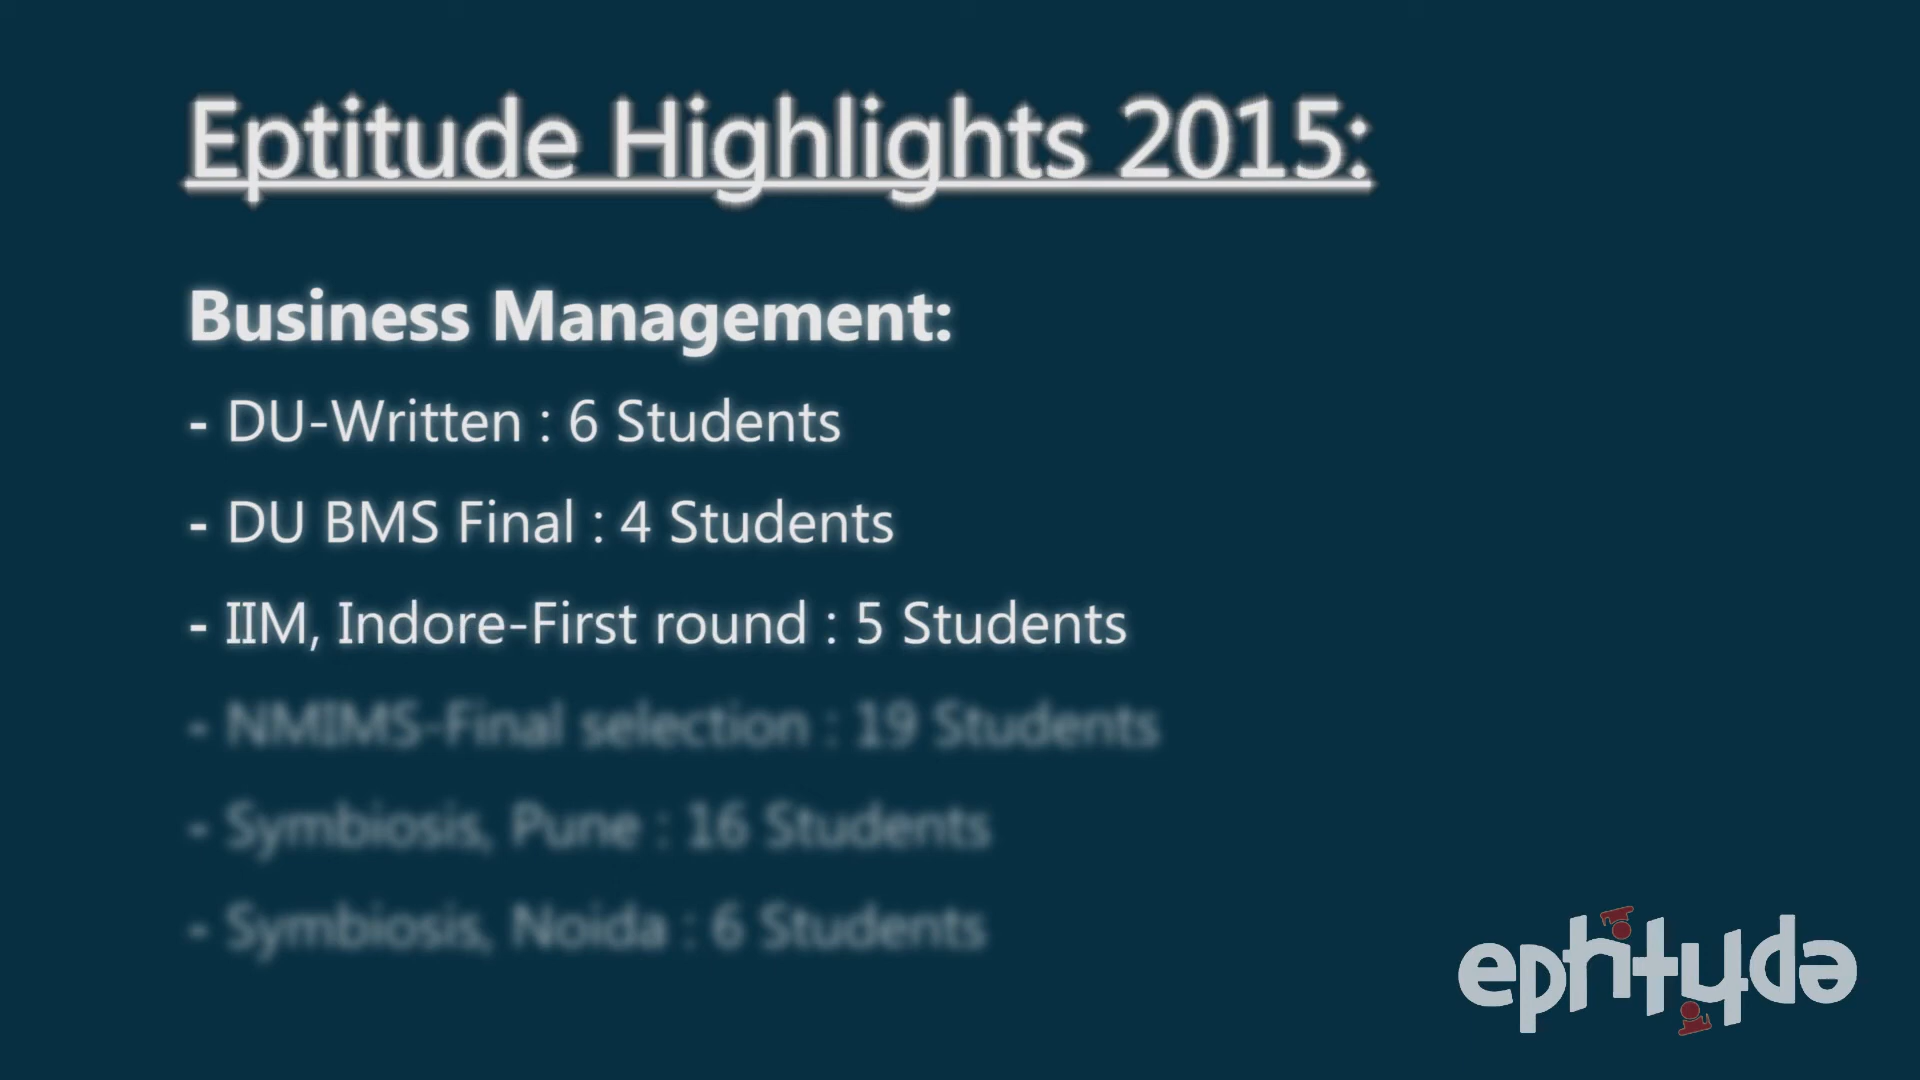 Eptitude Highlights 2015:
Business Management:
- DU-Written : 6 Students
- DU BMS Final : 4 Students
- IIM, Indore-First round : 5 Students
- NMIMS-Final selection : 19 Students
- Symbiosis, Pune : 16 Students
- Symbiosis, Noida : 6 Students
eptitude